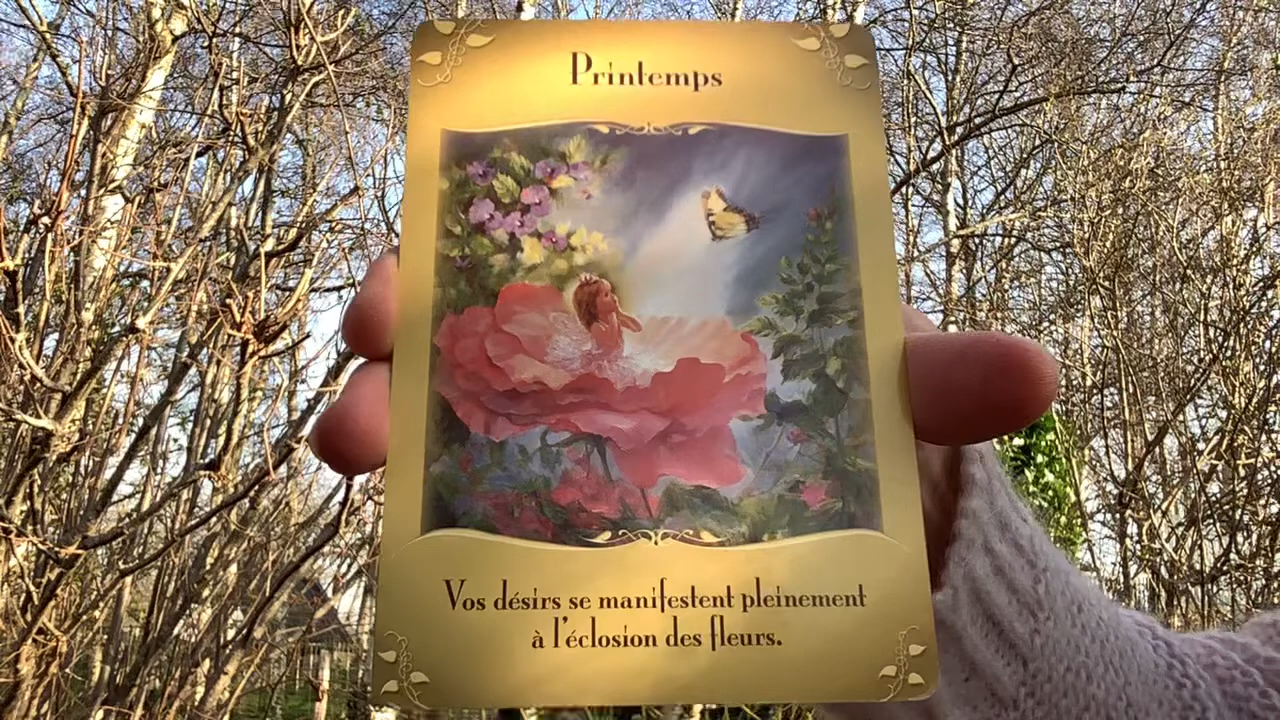 Printemps
Vos désirs se manifestent pleinement
à l'éclosion des fleurs.